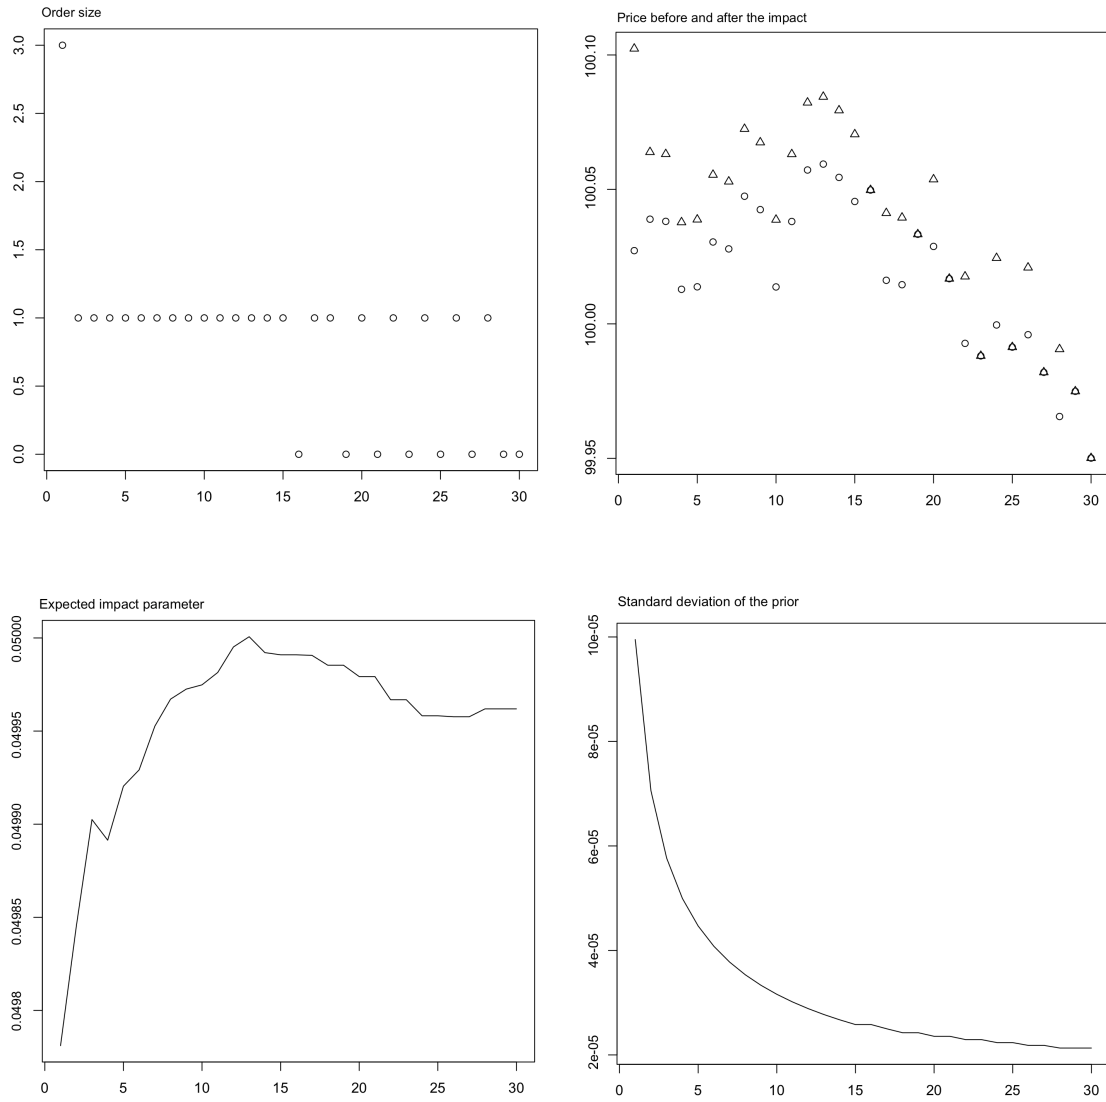 Order size
3.0
2.5
2.0
1.5
1.0
0.5
0.0
0 5 10 15 20 25 30
Price before and after the impact
100.10
100.05
100.00
99.95
0 5 10 15 20 25 30
Expected impact parameter
0.05000
0.04995
0.04990
0.04985
0.0498
0 5 10 15 20 25 30
Standard deviation of the prior
10e-05
8e-05
6e-05
4e-05
2e-05
0 5 10 15 20 25 30